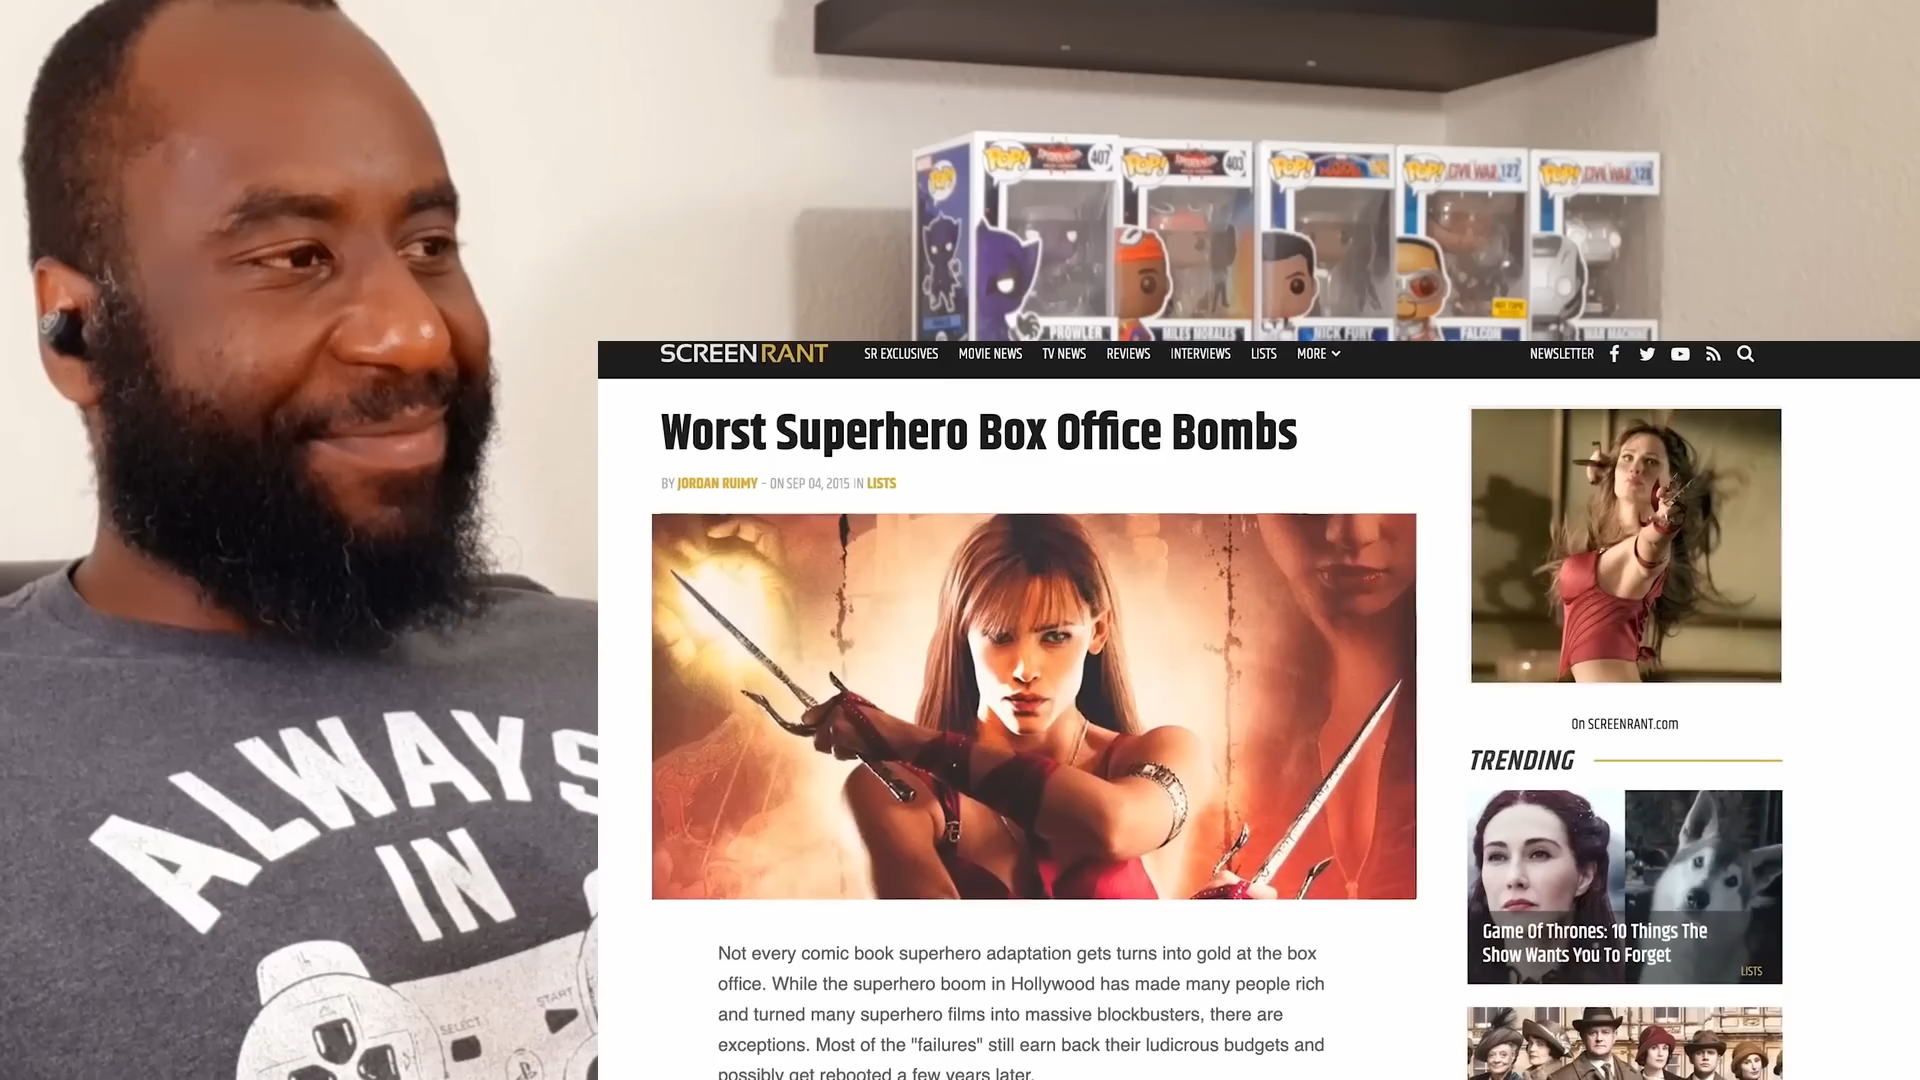 POP!
407
POP!
403
POP!
POP!
CIVIL WAR 127
POP!
CIVIL WAR 128
PROWLER
MILES MORALES
NICK FURY
FALCON
WAR MACHINE
SCREENRANT
SR EXCLUSIVES
MOVIE NEWS
TV NEWS
REVIEWS
INTERVIEWS
LISTS
MORE
NEWSLETTER
Worst Superhero Box Office Bombs
BY JORDAN RUIMY - ON SEP 04, 2015 IN LISTS
Not every comic book superhero adaptation gets turns into gold at the box
office. While the superhero boom in Hollywood has made many people rich
and turned many superhero films into massive blockbusters, there are
exceptions. Most of the "failures" still earn back their ludicrous budgets and
possibly get rebooted a few years later.
On SCREENRANT.com
TRENDING
Game Of Thrones: 10 Things The
Show Wants You To Forget
LISTS
ALWAYS
IN
SELECT
START